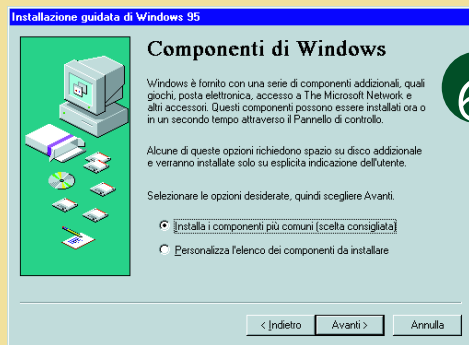 Installazione guidata di Windows 95
Componenti di Windows
Windows è fornito con una serie di componenti addizionali, quali
giochi, posta elettronica, accesso a The Microsoft Network e
altri accessori. Questi componenti possono essere installati ora o
in un secondo tempo attraverso il Pannello di controllo.
Alcune di queste opzioni richiedono spazio su disco addizionale
e verranno installate solo su esplicita indicazione dell'utente.
Selezionare le opzioni desiderate, quindi scegliere Avanti.
Installa i componenti più comuni (scelta consigliata)
Personalizza l'elenco dei componenti da installare
< Indietro
Avanti >
Annulla
6